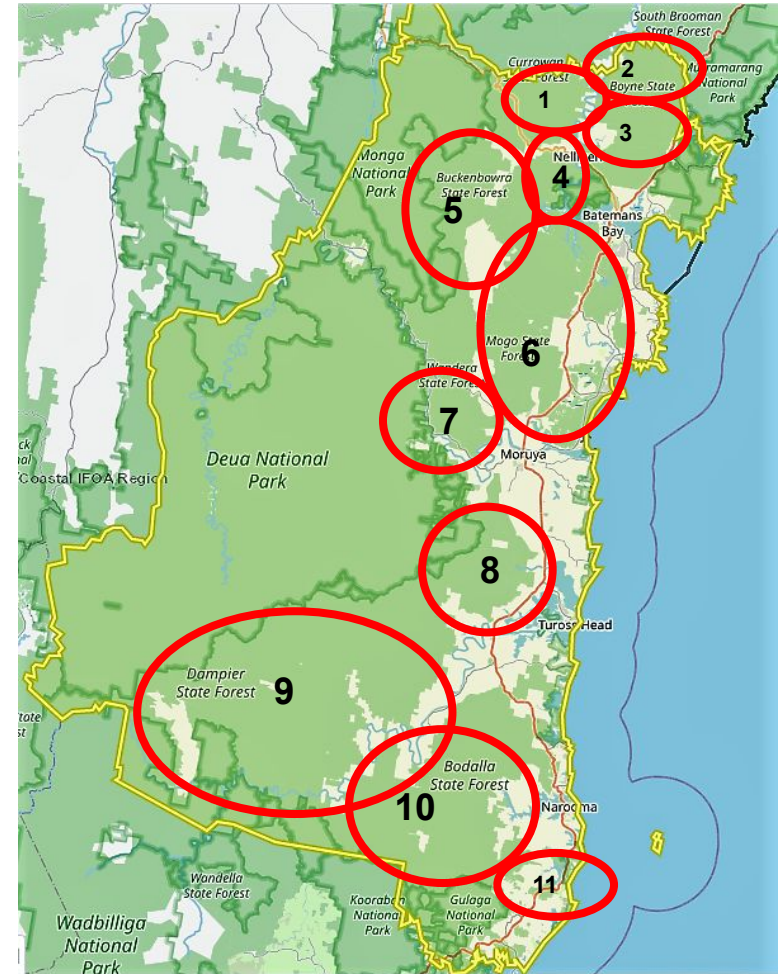 South Brooman
State Forest
Currowan
State Forest
2
Boyne State
Murramarang
National
Park
1
3
Monga
National
Park
Buckenbowra
State Forest
Nelligen
4
5
Batemans
Bay
Mogo State
Forest
6
Wandera
State Forest
7
Moruya
Deua National
Park
Coastal IFOA Region
8
Tuross Head
Dampier
State Forest
9
Bodalla
State Forest
10
Narooma
11
Wandella
State Forest
Kooraban
National
Park
Gulaga
National
Park
Wadbilliga
National
Park